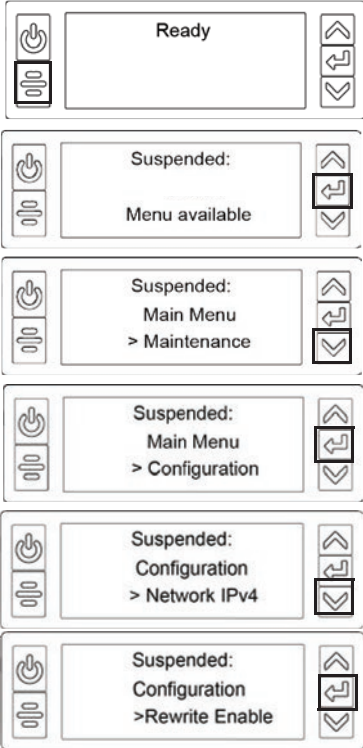 Ready
Suspended:
Menu available
Suspended:
Main Menu
> Maintenance
Suspended:
Main Menu
> Configuration
Suspended:
Configuration
> Network IPv4
Suspended:
Configuration
>Rewrite Enable